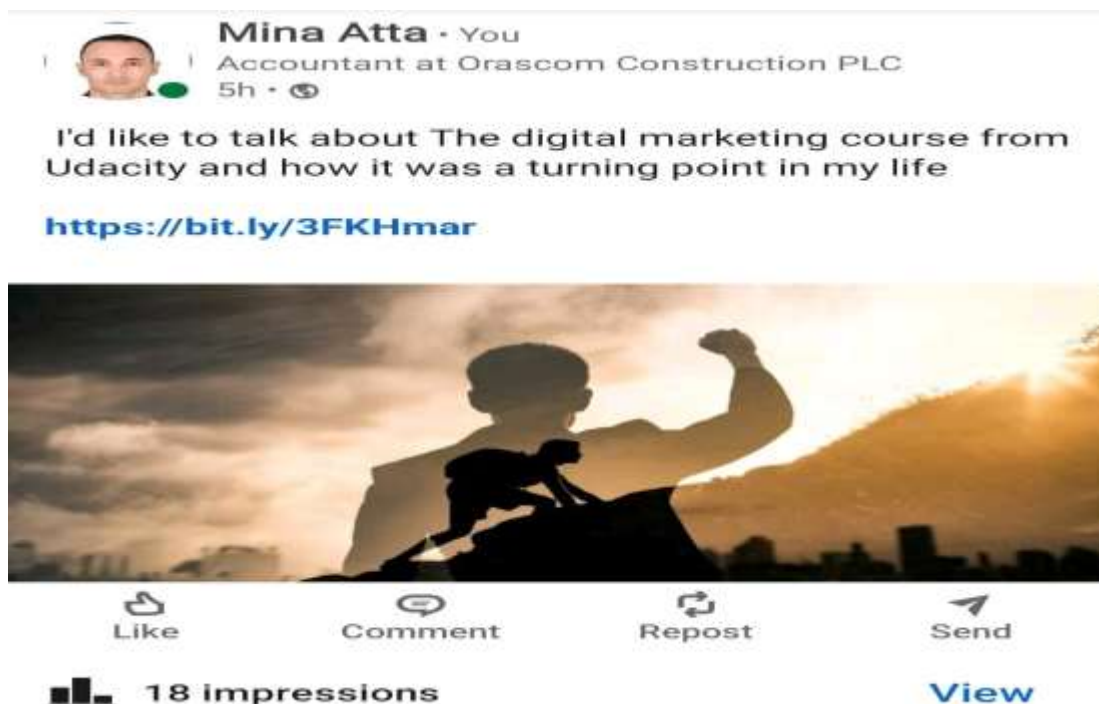 Mina Atta • You
Accountant at Orascom Construction PLC
5h •
I'd like to talk about The digital marketing course from
Udacity and how it was a turning point in my life
https://bit.ly/3FKHmar
Like Comment Repost Send
18 impressions View